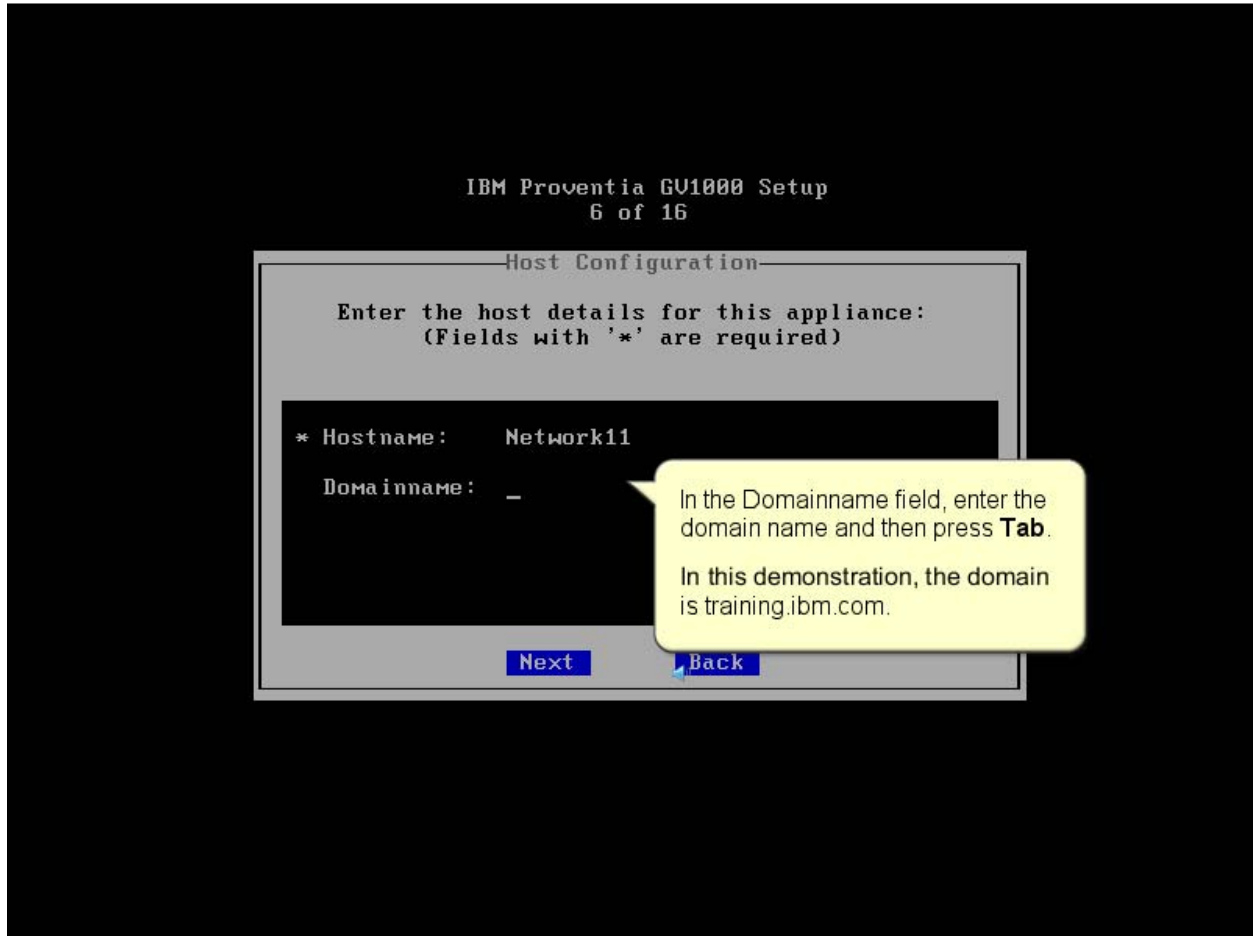 IBM Proventia GV1000 Setup
6 of 16
Host Configuration
Enter the host details for this appliance:
(Fields with '*' are required)
* Hostname: Network11
Domainname: _
In the Domainname field, enter the
domain name and then press Tab.
In this demonstration, the domain
is training.ibm.com.
Next Back